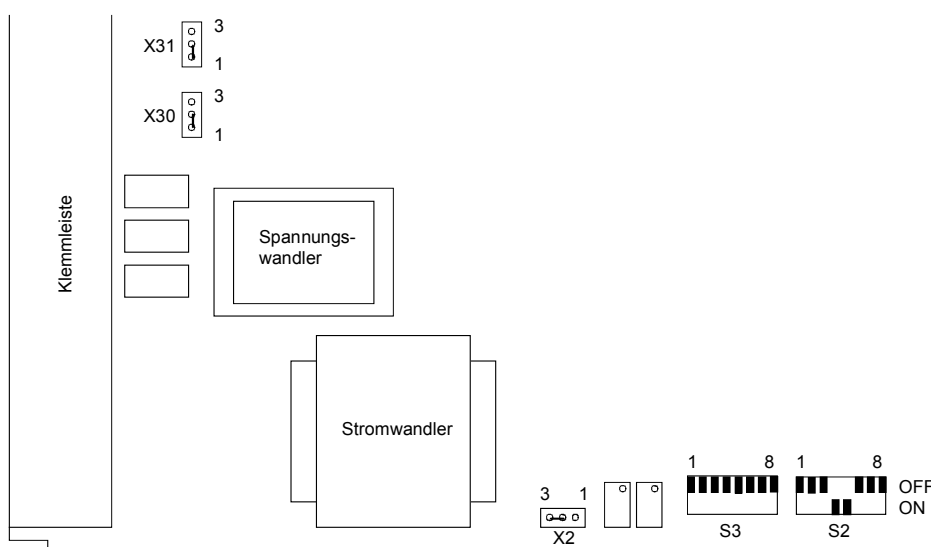 3
X31
1
3
X30
1
Klemmleiste
Spannungs-
wandler
Stromwandler
1 8
1 8
3 1
OFF
ON
X2
S3
S2